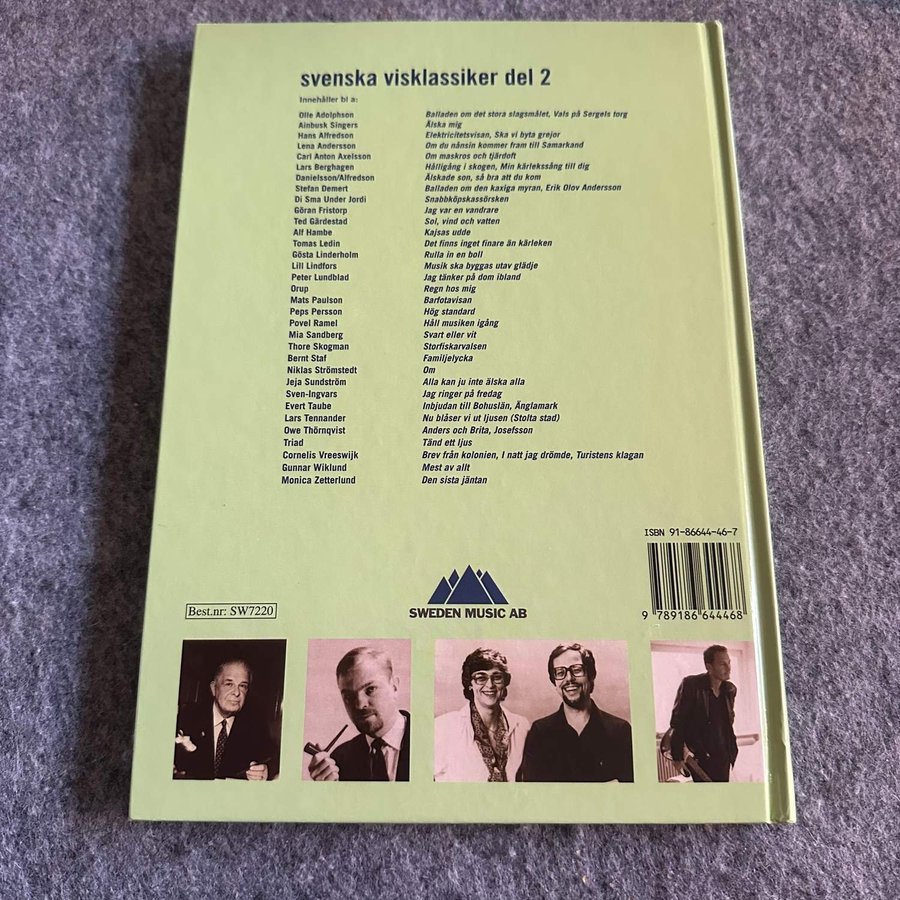 svenska visklassiker del 2
Innehåller bl a:
Olle Adolphson Balladen om det stora slagsmålet, Vals på Sergels torg
Ainbusk Singers Älska mig
Hans Alfredson Elektricitetsvisan, Ska vi byta grejor
Lena Andersson Om du nånsin kommer fram till Samarkand
Carl Anton Axelsson Om maskros och tjärdoft
Lars Berghagen Hålligång i skogen, Min kärlekssång till dig
Danielsson/Alfredson Älskade son, så bra att du kom
Stefan Demert Balladen om den kaxiga myran, Erik Olov Andersson
Di Sma Under Jordi Snabbköpskassörsken
Göran Fristorp Jag var en vandrare
Ted Gärdestad Sol, vind och vatten
Alf Hambe Kajsas udde
Tomas Ledin Det finns inget finare än kärleken
Gösta Linderholm Rulla in en boll
Lill Lindfors Musik ska byggas utav glädje
Peter Lundblad Jag tänker på dom ibland
Orup Regn hos mig
Mats Paulson Barfotavisan
Peps Persson Hög standard
Povel Ramel Håll musiken igång
Mia Sandberg Svart eller vit
Thore Skogman Storfiskarvalsen
Bernt Staf Familjelycka
Niklas Strömstedt Om
Jeja Sundström Alla kan ju inte älska alla
Sven-Ingvars Jag ringer på fredag
Evert Taube Inbjudan till Bohuslän, Änglamark
Lars Tennander Nu blåser vi ut ljusen (Stolta stad)
Owe Thörnqvist Anders och Brita, Josefsson
Triad Tänd ett ljus
Cornelis Vreeswijk Brev från kolonien, I natt jag drömde, Turistens klagan
Gunnar Wiklund Mest av allt
Monica Zetterlund Den sista jäntan
ISBN 91-86644-46-7
9 789186 644468
Best.nr: SW7220
SWEDEN MUSIC AB